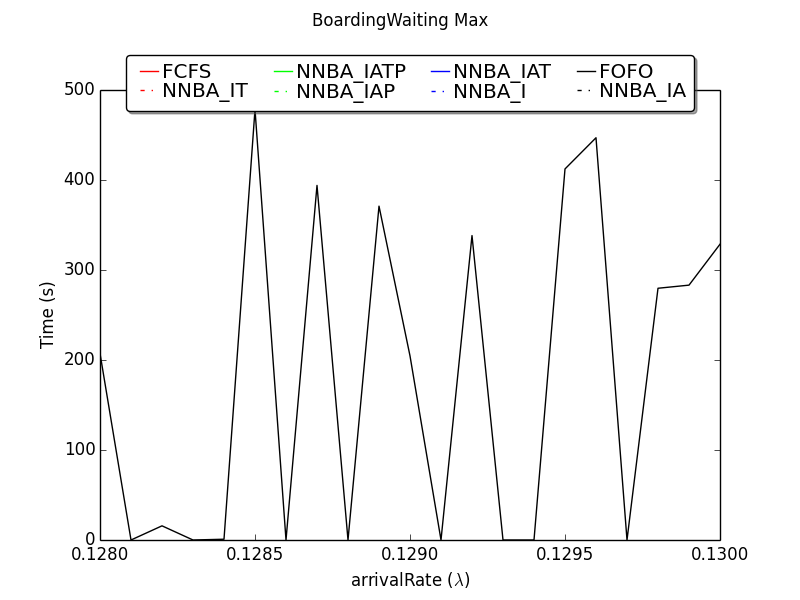 BoardingWaiting Max
FCFS NNBA_IATP NNBA_IAT FOFO
NNBA_IT NNBA_IAP NNBA_I NNBA_IA
500
400
300
200
100
0
Time (s)
0.1280 0.1285 0.1290 0.1295 0.1300
arrivalRate (λ)